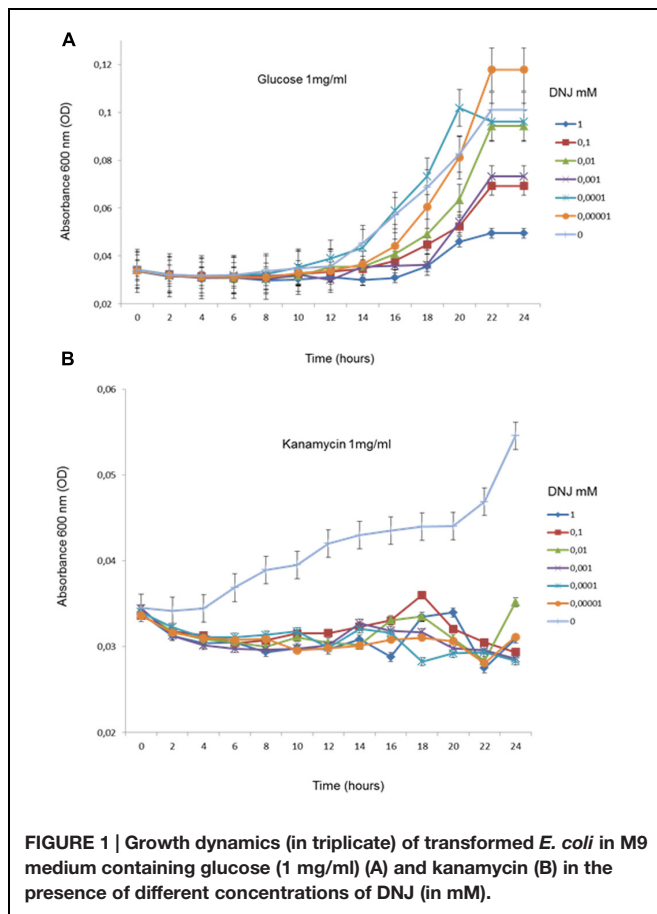 A
0,12
0,1
0,08
0,06
0,04
0,02
Absorbance 600 nm (OD)
Glucose 1mg/ml
DNJ mM
1
0,1
0,01
0,001
0,0001
0,00001
0
0 2 4 6 8 10 12 14 16 18 20 22 24
Time (hours)
B
0,06
0,05
0,04
0,03
0,02
Absorbance 600 nm (OD)
Kanamycin 1mg/ml
DNJ mM
1
0,1
0,01
0,001
0,0001
0,00001
0
0 2 4 6 8 10 12 14 16 18 20 22 24
Time (hours)
FIGURE 1 | Growth dynamics (in triplicate) of transformed E. coli in M9
medium containing glucose (1 mg/ml) (A) and kanamycin (B) in the
presence of different concentrations of DNJ (in mM).